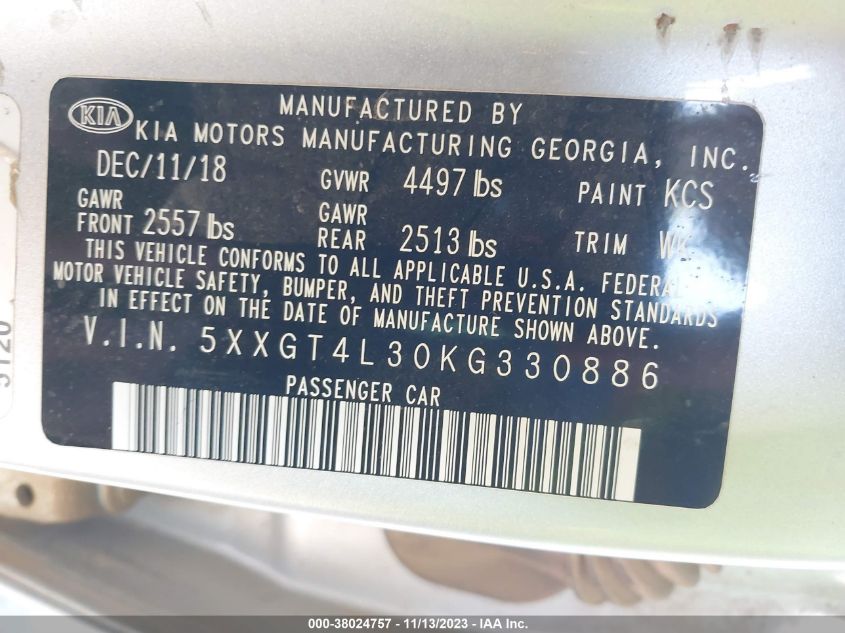 MANUFACTURED BY
KIA KIA MOTORS MANUFACTURING GEORGIA, INC.
DEC/11/18 GVWR 4497 lbs PAINT KCS
GAWR FRONT 2557 lbs GAWR REAR 2513 lbs TRIM
THIS VEHICLE CONFORMS TO ALL APPLICABLE U.S.A. FEDERAL
MOTOR VEHICLE SAFETY, BUMPER, AND THEFT PREVENTION STANDARDS
IN EFFECT ON THE DATE OF MANUFACTURE SHOWN ABOVE.
V.I.N. 5XXGT4L30KG330886
PASSENGER CAR
000-38024757 - 11/13/2023 - IAA Inc.